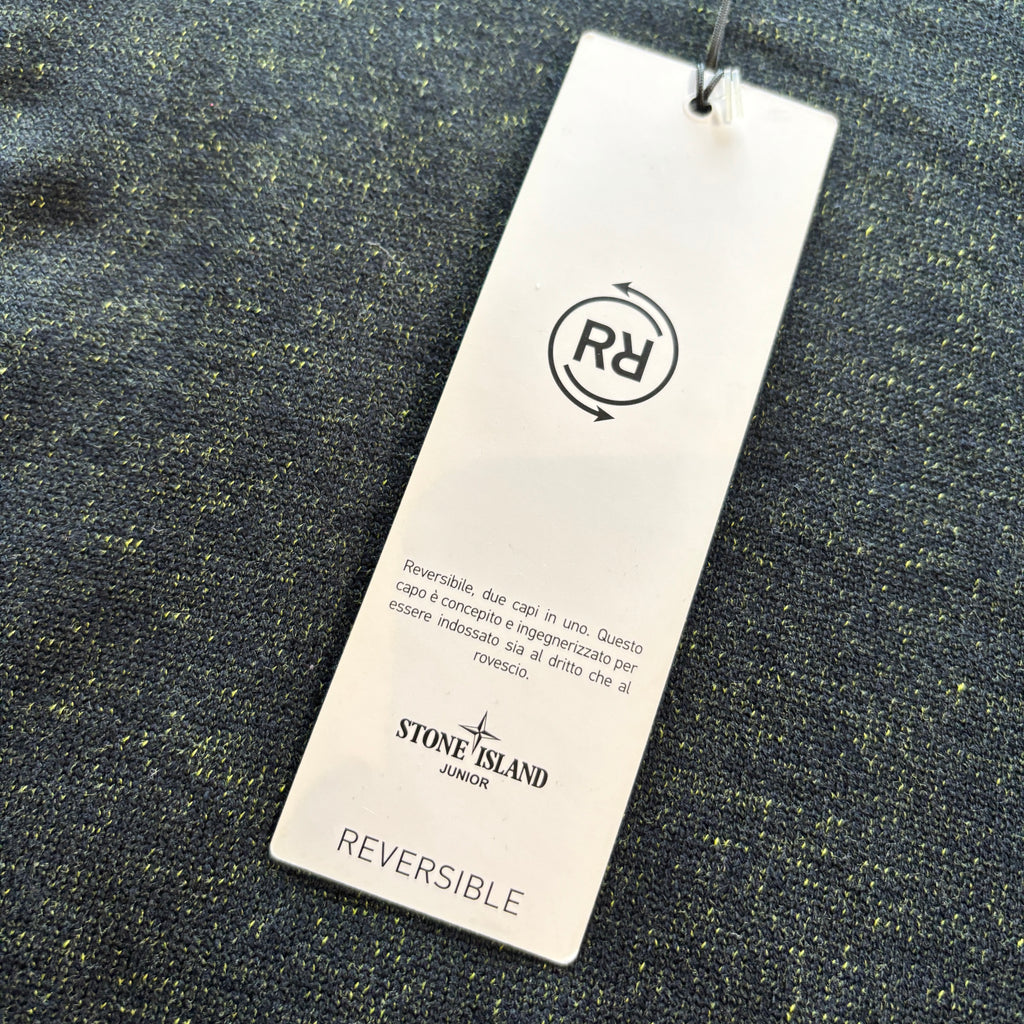 RR
Reversibile, due capi in uno. Questo
capo è concepito e ingegnerizzato per
essere indossato sia al dritto che al
rovescio.
STONE ISLAND
JUNIOR
REVERSIBLE